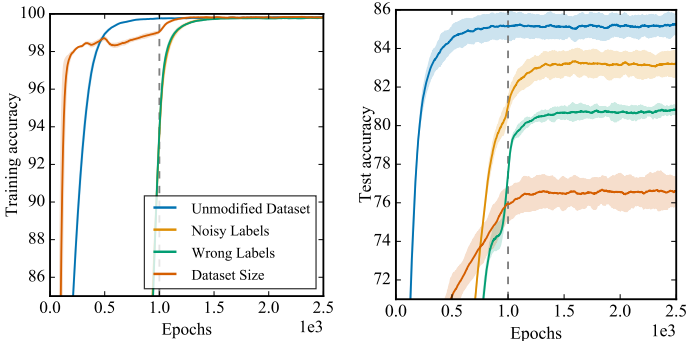 100
98
96
94
92
90
88
86
Training accuracy
0.0 0.5 1.0 1.5 2.0 2.5
Epochs
1e3
Unmodified Dataset
Noisy Labels
Wrong Labels
Dataset Size
86
84
82
80
78
76
74
72
Test accuracy
0.0 0.5 1.0 1.5 2.0 2.5
Epochs
1e3